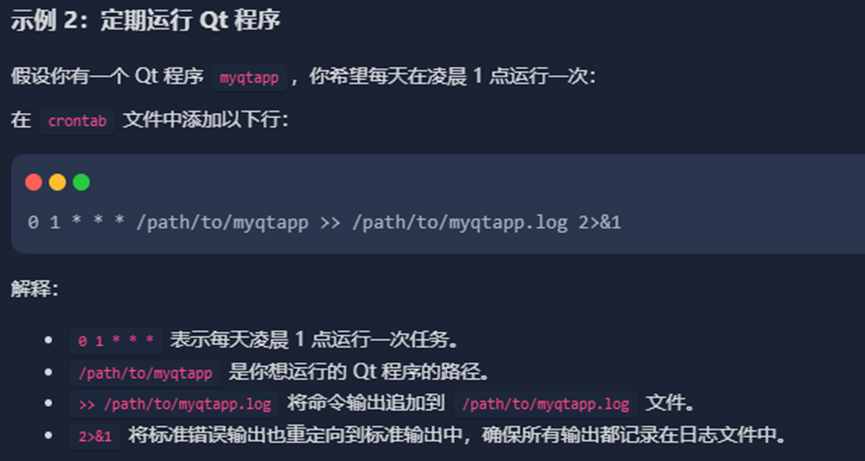 示例 2：定期运行 Qt 程序
假设你有一个 Qt 程序 myqtapp ，你希望每天在凌晨 1 点运行一次：
在 crontab 文件中添加以下行：
0 1 * * * /path/to/myqtapp >> /path/to/myqtapp.log 2>&1
解释：
• 0 1 * * * 表示每天凌晨 1 点运行一次任务。
• /path/to/myqtapp 是你想运行的 Qt 程序的路径。
• >> /path/to/myqtapp.log 将命令输出追加到 /path/to/myqtapp.log 文件。
• 2>&1 将标准错误输出也重定向到标准输出中，确保所有输出都记录在日志文件中。